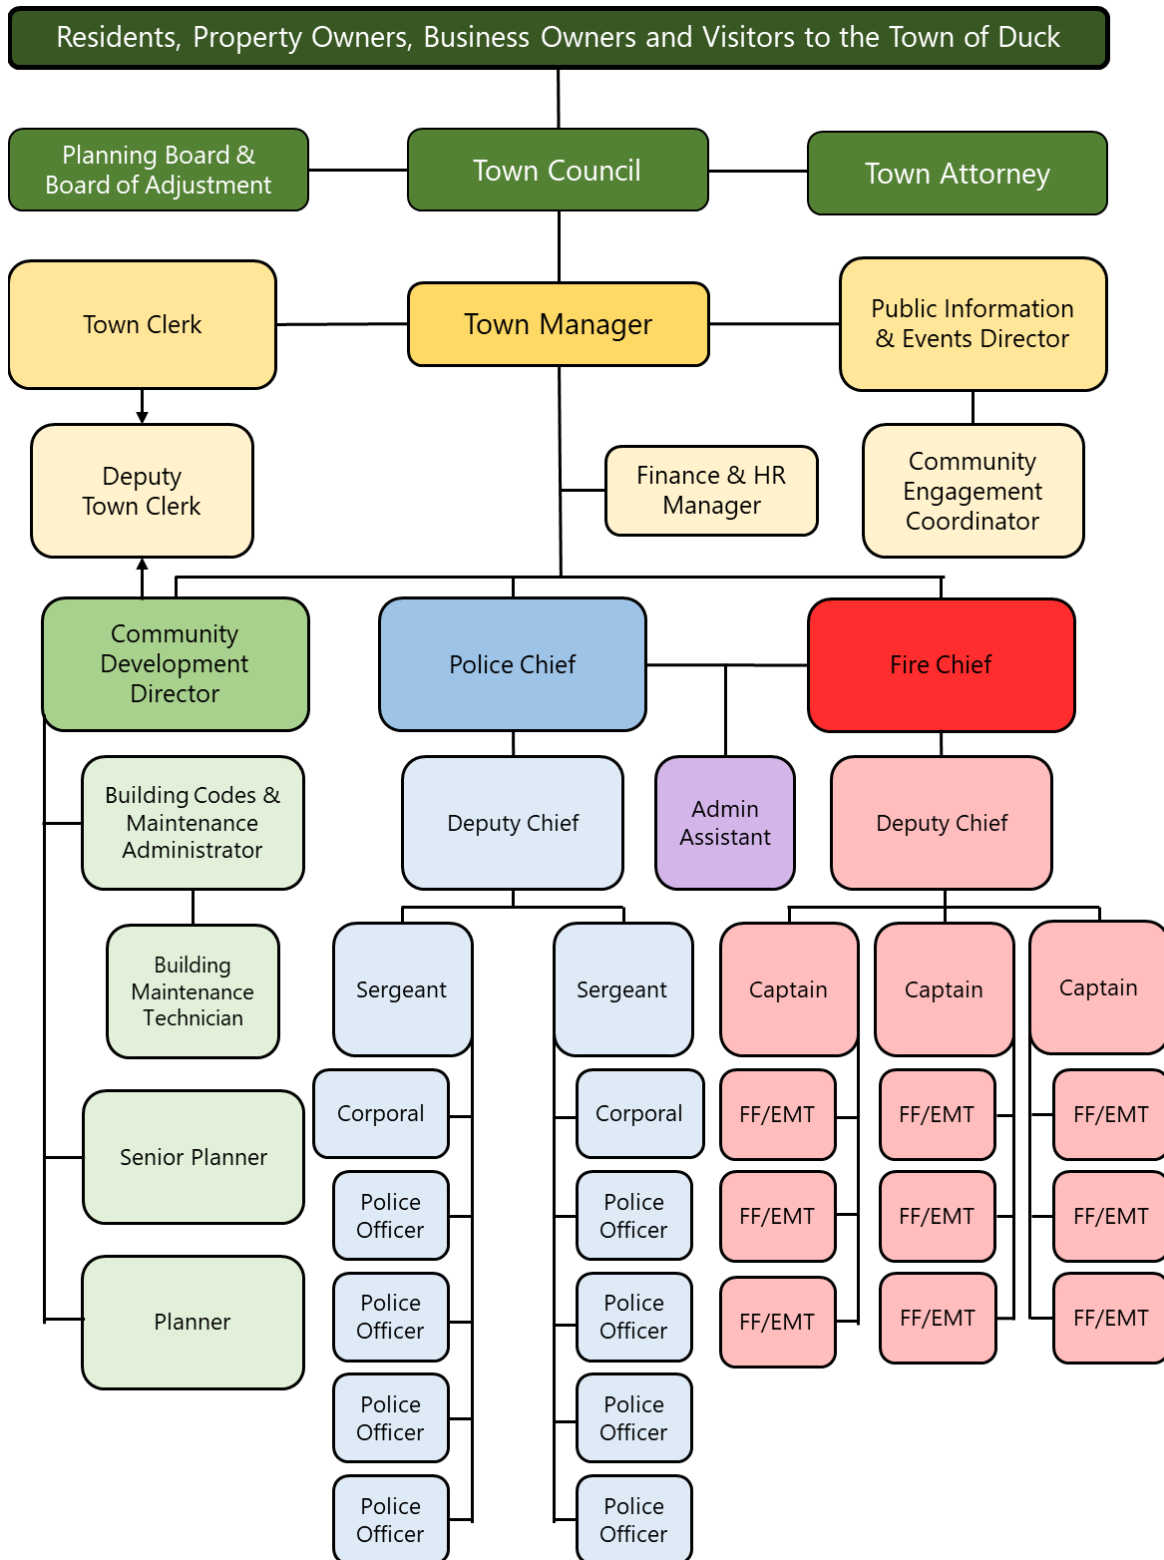 Residents, Property Owners, Business Owners and Visitors to the Town of Duck
Planning Board &
Board of Adjustment
Town Council
Town Attorney
Town Clerk
Town Manager
Public Information
& Events Director
Deputy
Town Clerk
Finance & HR
Manager
Community
Engagement
Coordinator
Community
Development
Director
Police Chief
Fire Chief
Building Codes &
Maintenance
Administrator
Deputy Chief
Admin
Assistant
Deputy Chief
Building
Maintenance
Technician
Sergeant
Sergeant
Captain
Captain
Captain
Corporal
Corporal
FF/EMT
FF/EMT
FF/EMT
Senior Planner
Police
Officer
Police
Officer
FF/EMT
FF/EMT
FF/EMT
Planner
Police
Officer
Police
Officer
FF/EMT
FF/EMT
FF/EMT
Police
Officer
Police
Officer
Police
Officer
Police
Officer